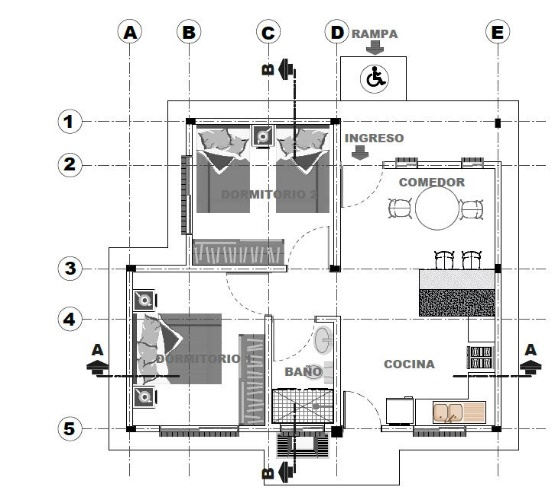 A B C D E
RAMPA
B
1
INGRESO
2
COMEDOR
DORMITORIO 2
3
4
A
DORMITORIO 1
BAÑO
COCINA
A
5
B